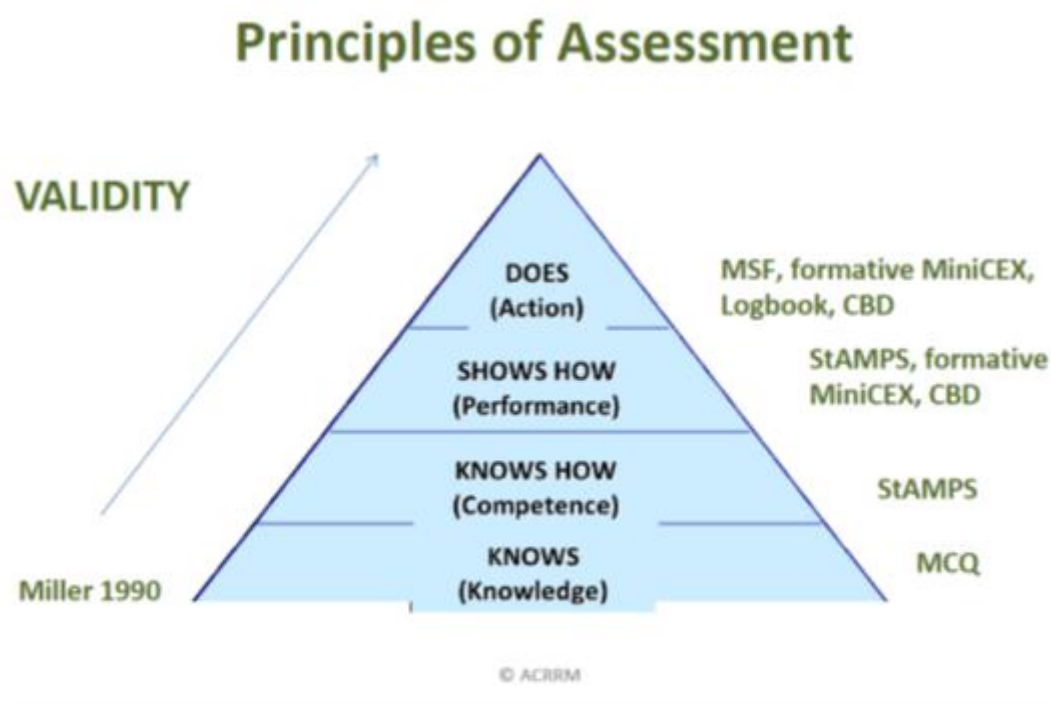 Principles of Assessment
VALIDITY
DOES
(Action)
MSF, formative MiniCEX,
Logbook, CBD
SHOWS HOW
(Performance)
StAMPS, formative
MiniCEX, CBD
KNOWS HOW
(Competence)
StAMPS
KNOWS
(Knowledge)
MCQ
Miller 1990
© ACRRM